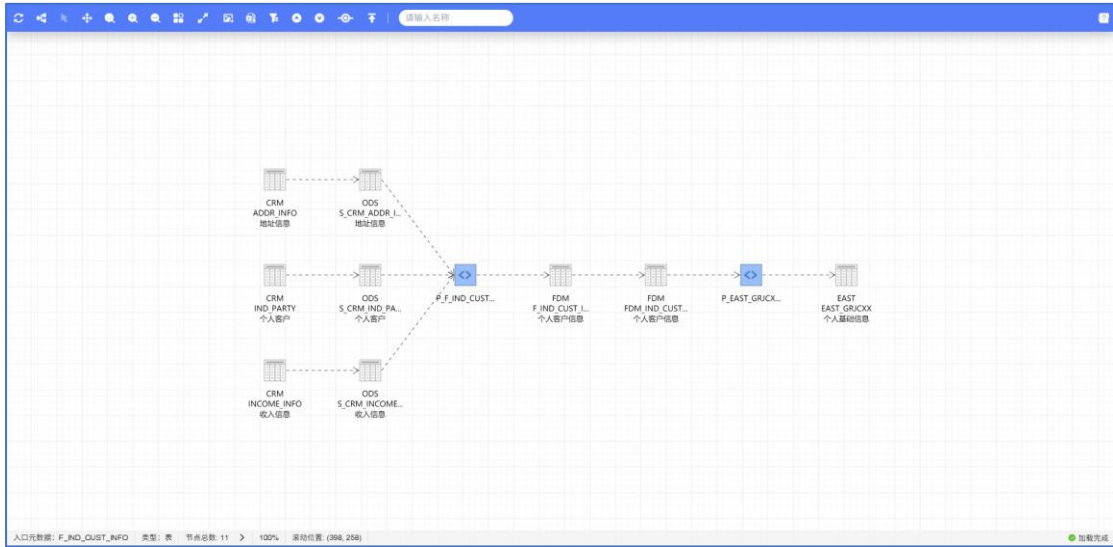 请输入名称
CRM
ADDR_INFO
地址信息
ODS
S_CRM_ADDR_I...
地址信息
CRM
IND_PARTY
个人客户
ODS
S_CRM_IND_PA...
个人客户
P_F_IND_CUST...
FDM
F_IND_CUST_I...
个人客户信息
FDM
FDM_IND_CUST...
个人客户信息
P_EAST_GRJCX...
EAST
EAST_GRJCXX
个人基础信息
CRM
INCOME_INFO
收入信息
ODS
S_CRM_INCOME...
收入信息
入口元数据: F_IND_CUST_INFO 类型: 表 节点总数: 11 > 100% 滚动位置: (398, 258) 加载完成